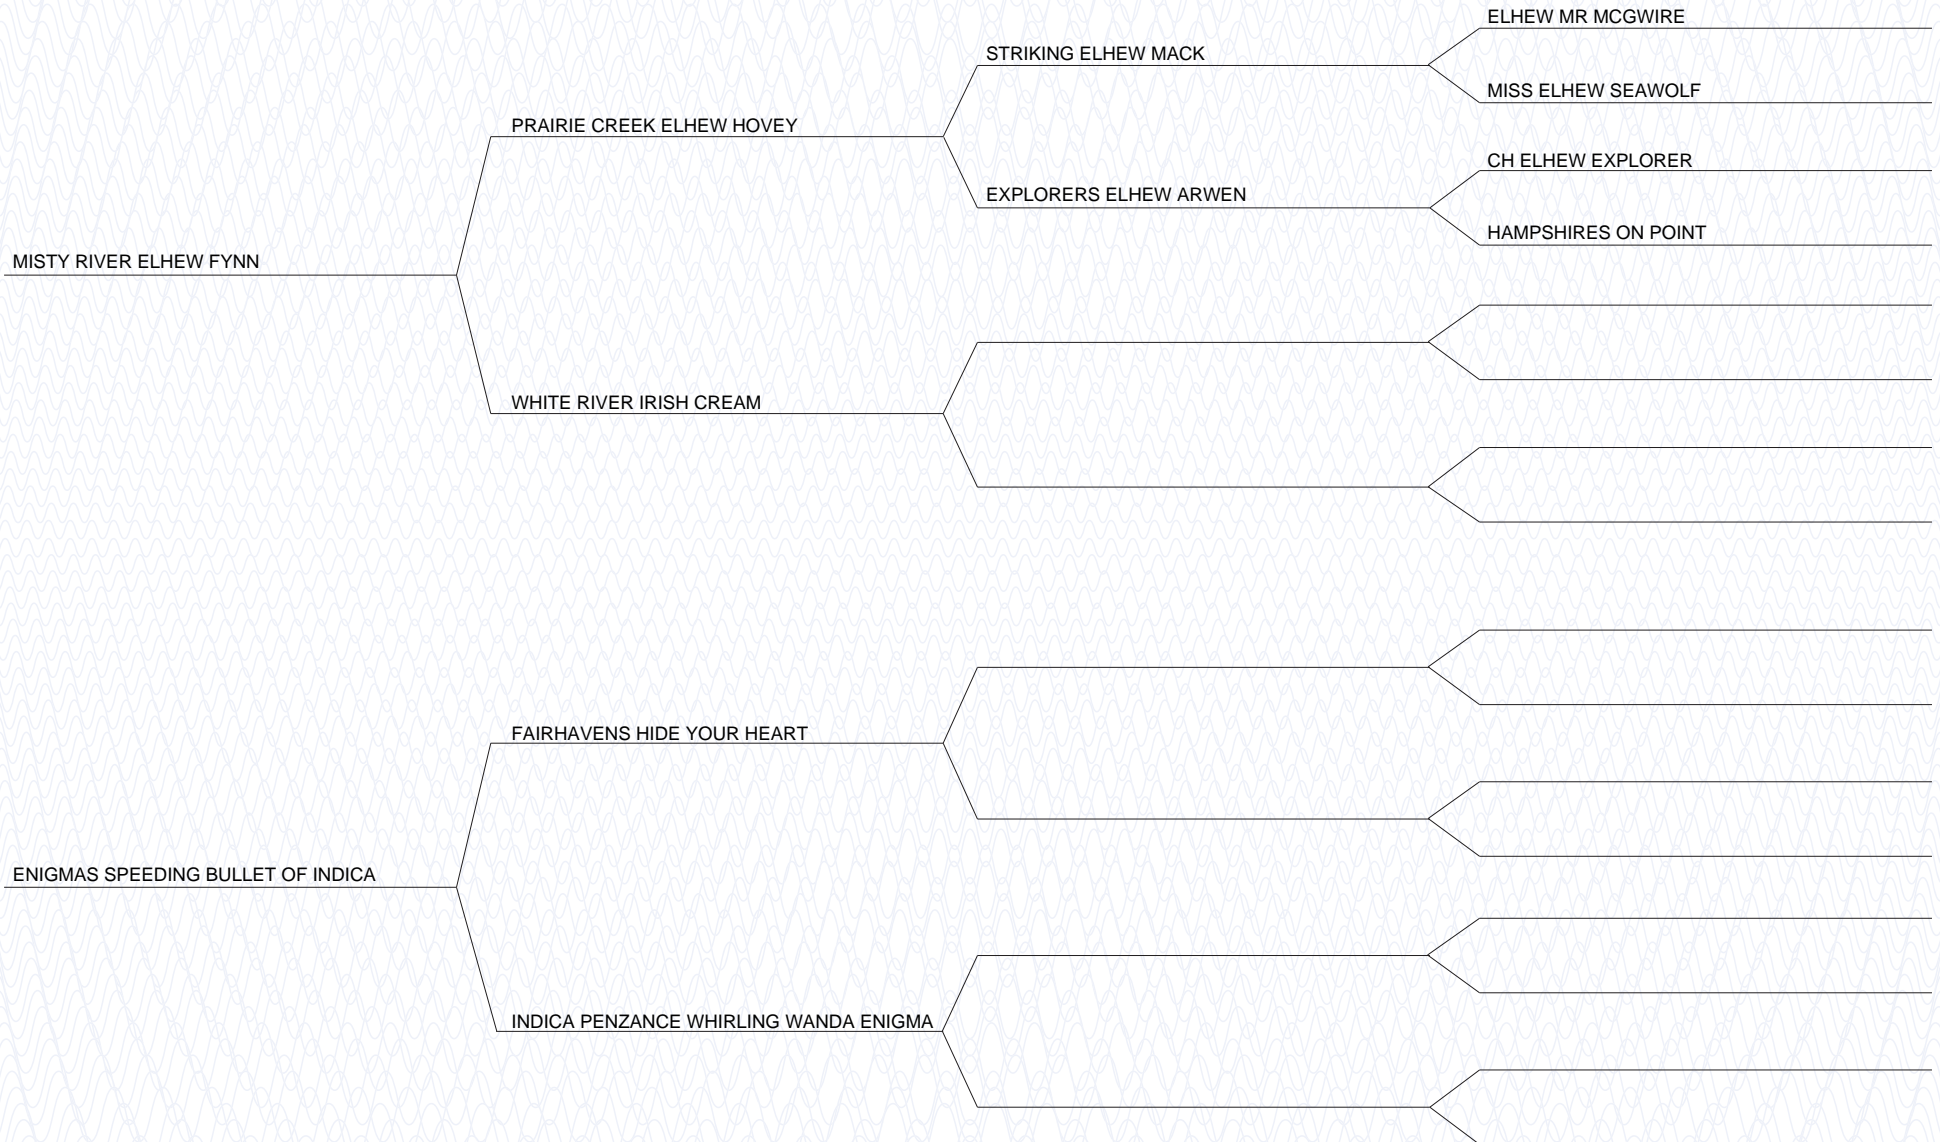 ELHEW MR MCGWIRE
STRIKING ELHEW MACK
MISS ELHEW SEAWOLF
PRAIRIE CREEK ELHEW HOVEY
CH ELHEW EXPLORER
EXPLORERS ELHEW ARWEN
HAMPSHIRES ON POINT
MISTY RIVER ELHEW FYNN
WHITE RIVER IRISH CREAM
FAIRHAVENS HIDE YOUR HEART
ENIGMAS SPEEDING BULLET OF INDICA
INDICA PENZANCE WHIRLING WANDA ENIGMA